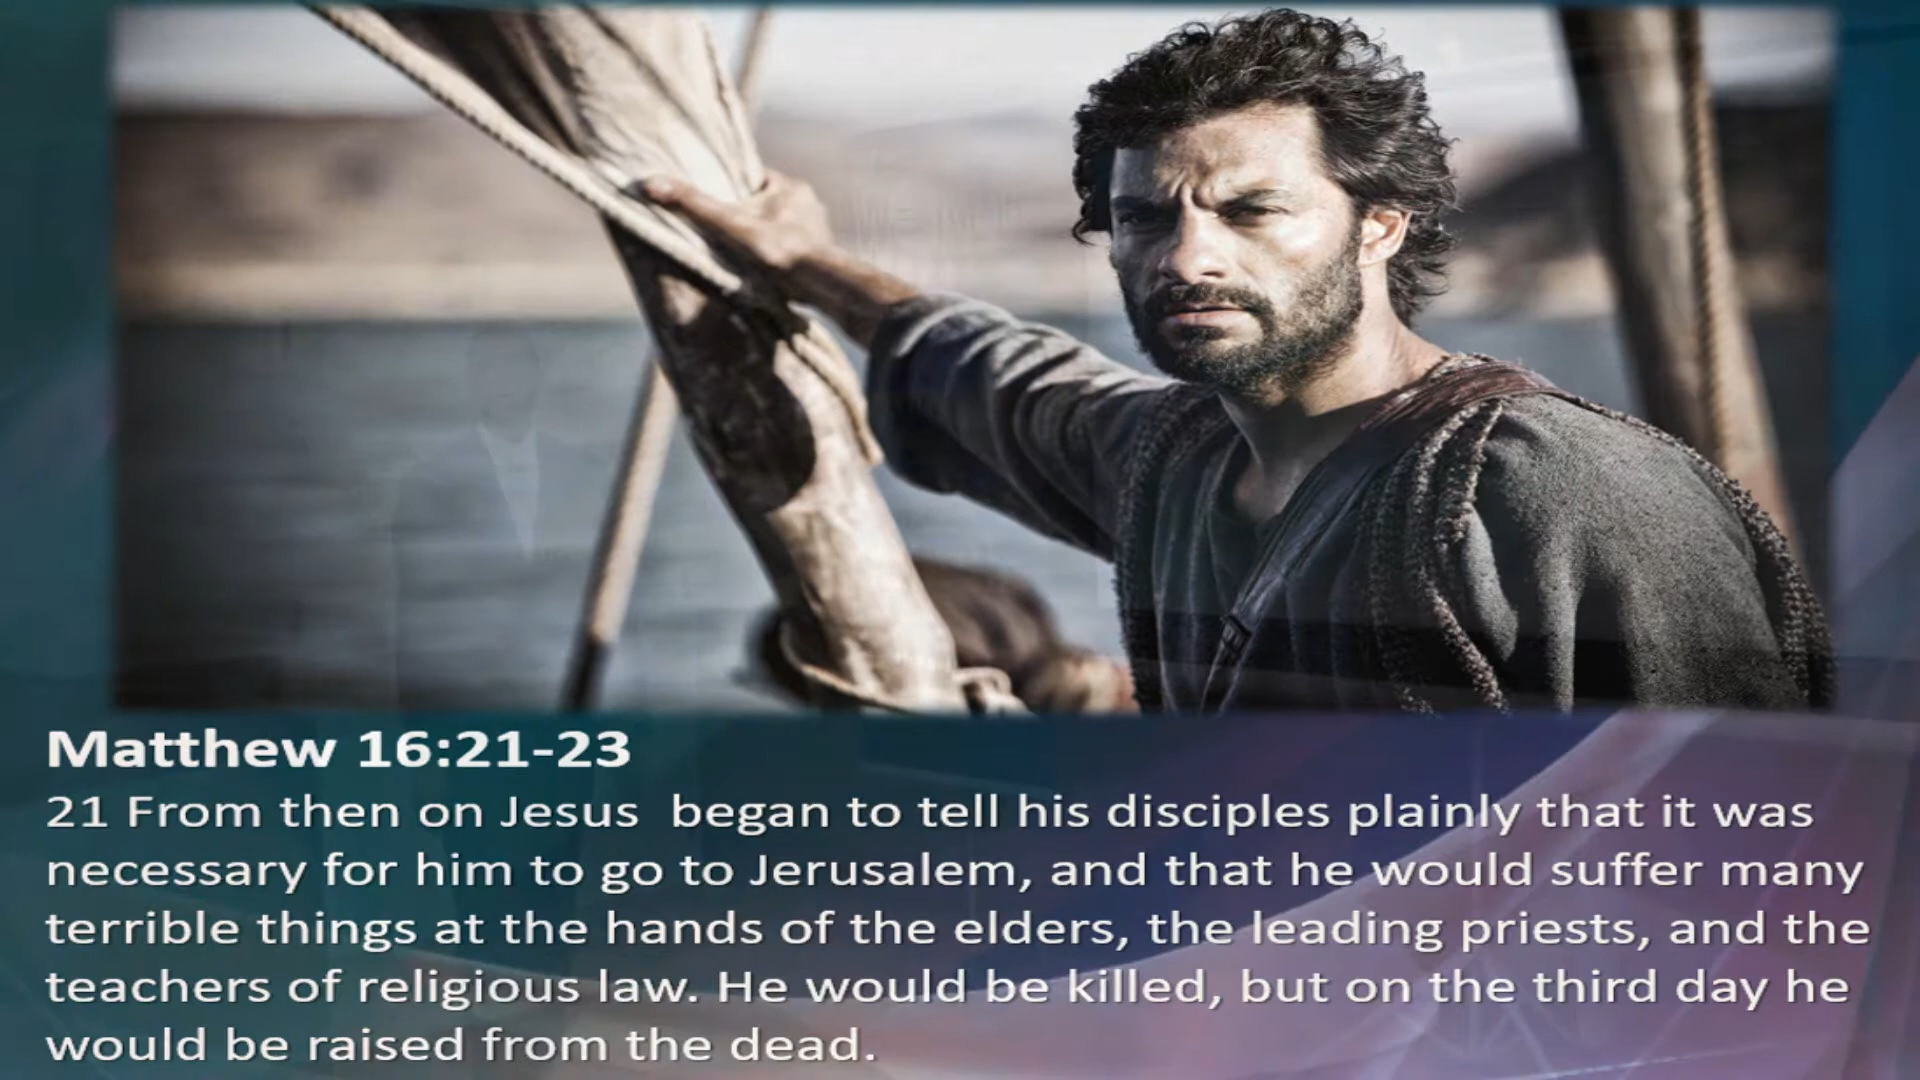 Matthew 16:21-23
21 From then on Jesus  began to tell his disciples plainly that it was
necessary for him to go to Jerusalem, and that he would suffer many
terrible things at the hands of the elders, the leading priests, and the
teachers of religious law. He would be killed, but on the third day he
would be raised from the dead.